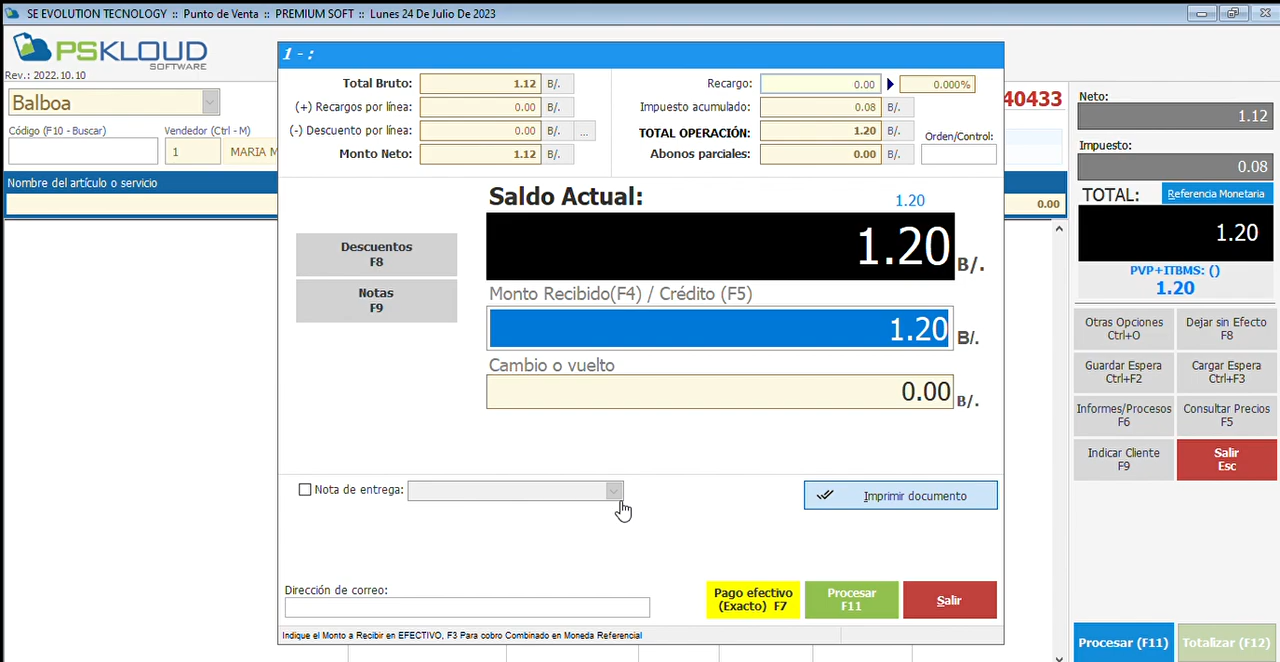 SE EVOLUTION TECNOLOGY :: Punto de Venta :: PREMIUM SOFT :: Lunes 24 De Julio De 2023
PSKLOUD
SOFTWARE
Rev.: 2022.10.10
Balboa
Código (F10 - Buscar)
Vendedor (Ctrl - M)
1
MARIA M
Nombre del artículo o servicio
1 - :
Total Bruto: 1.12 B/.
(+) Recargos por línea: 0.00 B/.
(-) Descuento por línea: 0.00 B/. ...
Monto Neto: 1.12 B/.
Recargo: 0.00 0.000%
Impuesto acumulado: 0.08 B/.
TOTAL OPERACIÓN: 1.20 B/.
Abonos parciales: 0.00 B/.
Orden/Control:
Saldo Actual: 1.20
1.20 B/.
Monto Recibido(F4) / Crédito (F5)
1.20 B/.
Cambio o vuelto
0.00 B/.
Descuentos
F8
Notas
F9
Nota de entrega:
Imprimir documento
Dirección de correo:
Pago efectivo
(Exacto) F7
Procesar
F11
Salir
Indique el Monto a Recibir en EFECTIVO, F3 Para cobro Combinado en Moneda Referencial
40433
0.00
Neto:
1.12
Impuesto:
0.08
TOTAL:
Referencia Monetaria
1.20
PVP+ITBMS: ()
1.20
Otras Opciones
Ctrl+O
Dejar sin Efecto
F8
Guardar Espera
Ctrl+F2
Cargar Espera
Ctrl+F3
Informes/Procesos
F6
Consultar Precios
F5
Indicar Cliente
F9
Salir
Esc
Procesar (F11)
Totalizar (F12)